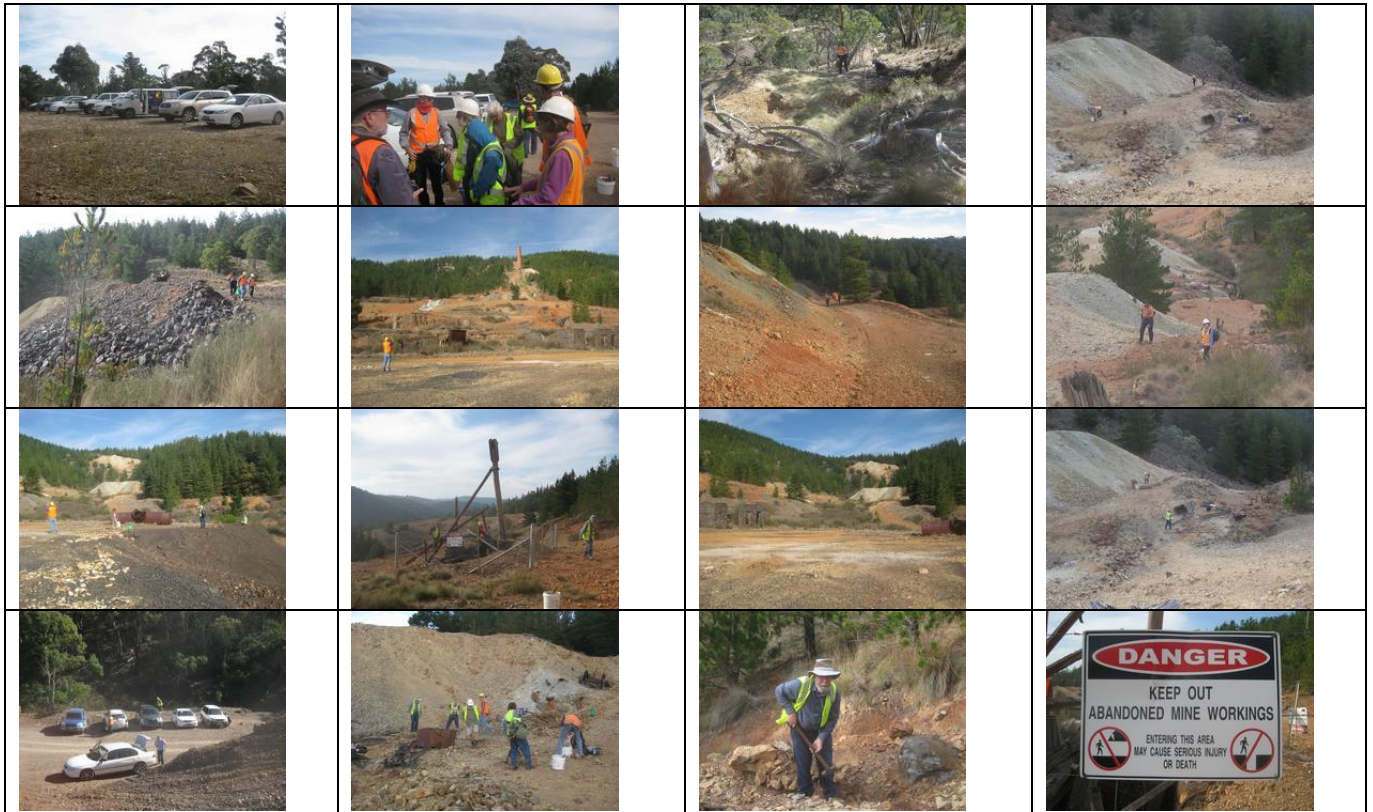 DANGER
KEEP OUT
ABANDONED MINE WORKINGS
ENTERING THIS AREA
MAY CAUSE SERIOUS INJURY
OR DEATH